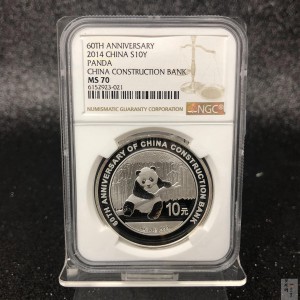 60TH ANNIVERSARY
2014 CHINA S10Y
PANDA
CHINA CONSTRUCTION BANK
MS 70
6152923-021
NUMISMATIC GUARANTY CORPORATION
NGC
60TH ANNIVERSARY OF CHINA CONSTRUCTION BANK
10元